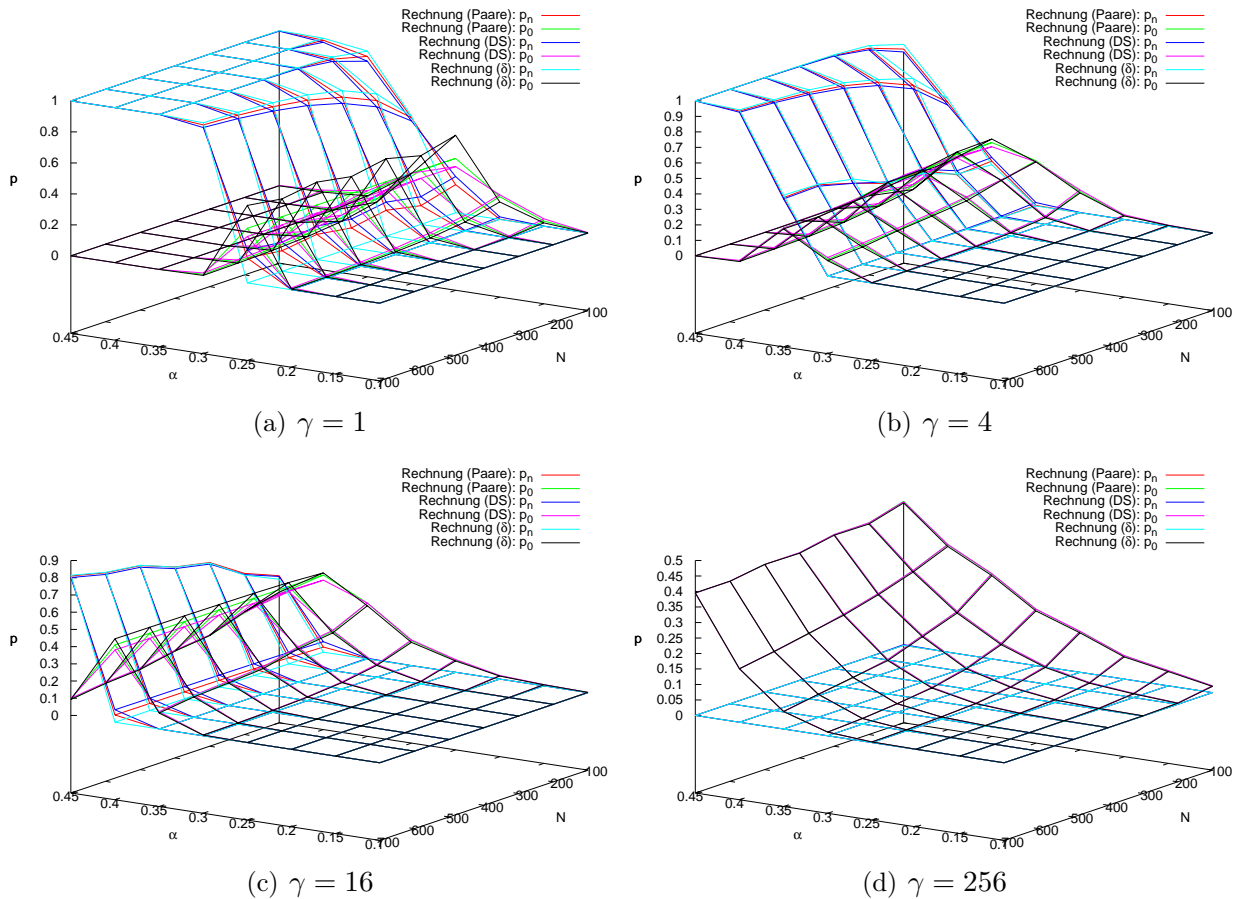 Rechnung (Paare): pn
Rechnung (Paare): p0
Rechnung (DS): pn
Rechnung (DS): p0
Rechnung (δ): pn
Rechnung (δ): p0
p
1
0.8
0.6
0.4
0.2
0
0.45
0.4
0.35
0.3
0.25
0.2
0.15
0.1
α
700
600
500
400
300
200
100
N
(a) γ = 1
Rechnung (Paare): pn
Rechnung (Paare): p0
Rechnung (DS): pn
Rechnung (DS): p0
Rechnung (δ): pn
Rechnung (δ): p0
p
1
0.9
0.8
0.7
0.6
0.5
0.4
0.3
0.2
0.1
0
0.45
0.4
0.35
0.3
0.25
0.2
0.15
0.1
α
700
600
500
400
300
200
100
N
(b) γ = 4
Rechnung (Paare): pn
Rechnung (Paare): p0
Rechnung (DS): pn
Rechnung (DS): p0
Rechnung (δ): pn
Rechnung (δ): p0
p
0.9
0.8
0.7
0.6
0.5
0.4
0.3
0.2
0.1
0
0.45
0.4
0.35
0.3
0.25
0.2
0.15
0.1
α
700
600
500
400
300
200
100
N
(c) γ = 16
Rechnung (Paare): pn
Rechnung (Paare): p0
Rechnung (DS): pn
Rechnung (DS): p0
Rechnung (δ): pn
Rechnung (δ): p0
p
0.5
0.45
0.4
0.35
0.3
0.25
0.2
0.15
0.1
0.05
0
0.45
0.4
0.35
0.3
0.25
0.2
0.15
0.1
α
700
600
500
400
300
200
100
N
(d) γ = 256